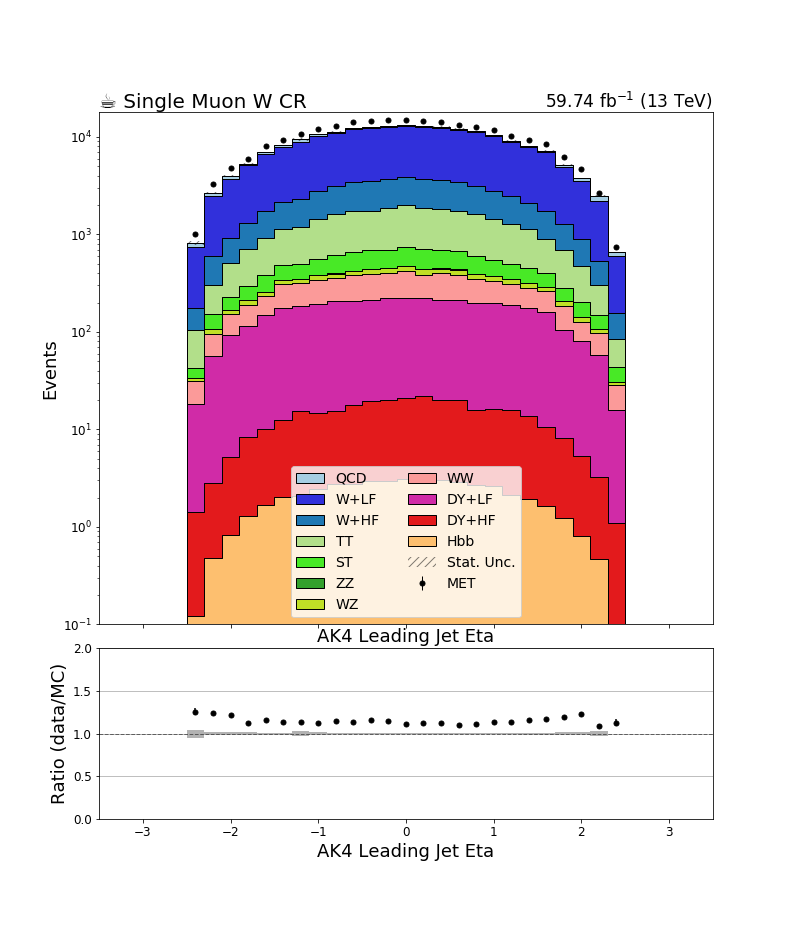 ☕ Single Muon W CR
59.74 fb⁻¹ (13 TeV)
10⁴
10³
10²
10¹
10⁰
10⁻¹
Events
QCD
W+LF
W+HF
TT
ST
ZZ
WZ
WW
DY+LF
DY+HF
Hbb
Stat. Unc.
MET
AK4 Leading Jet Eta
2.0
1.5
1.0
0.5
0.0
Ratio (data/MC)
−3 −2 −1 0 1 2 3
AK4 Leading Jet Eta